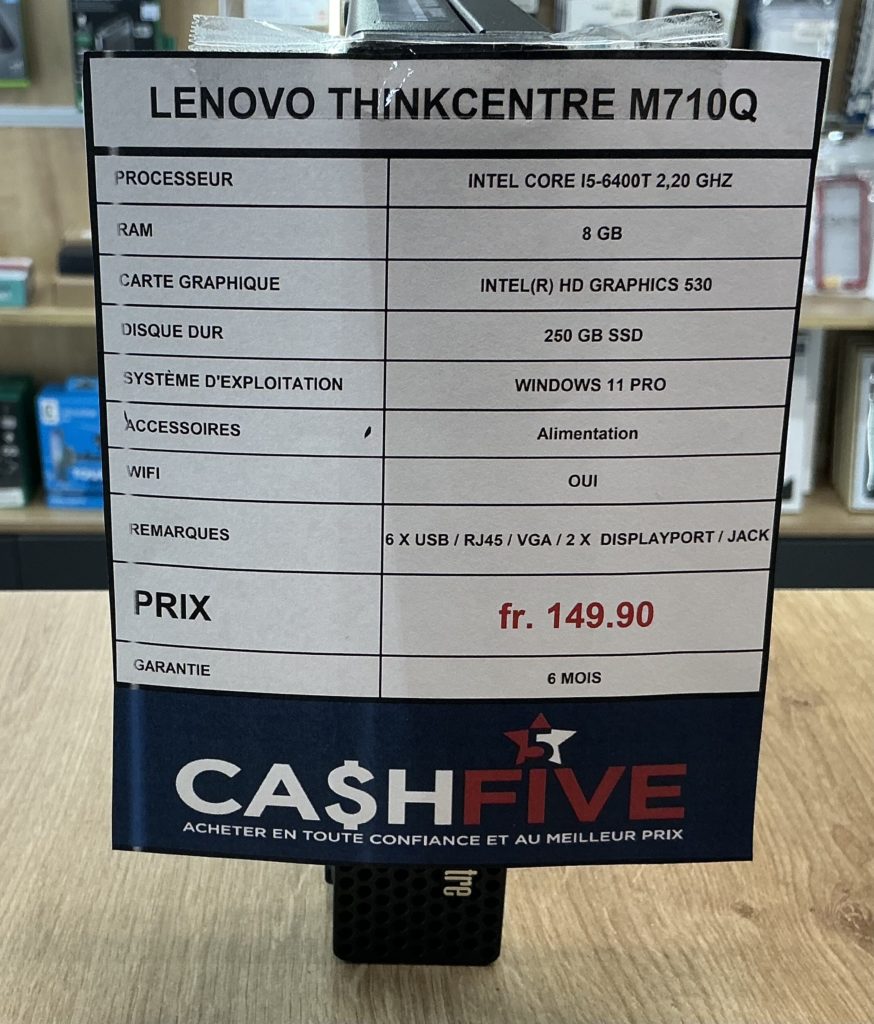 LENOVO THINKCENTRE M710Q
PROCESSEUR INTEL CORE I5-6400T 2,20 GHZ
RAM 8 GB
CARTE GRAPHIQUE INTEL(R) HD GRAPHICS 530
DISQUE DUR 250 GB SSD
SYSTÈME D'EXPLOITATION WINDOWS 11 PRO
ACCESSOIRES Alimentation
WIFI OUI
REMARQUES 6 X USB / RJ45 / VGA / 2 X DISPLAYPORT / JACK
PRIX fr. 149.90
GARANTIE 6 MOIS
5
CA$HFIVE
ACHETER EN TOUTE CONFIANCE ET AU MEILLEUR PRIX
tre